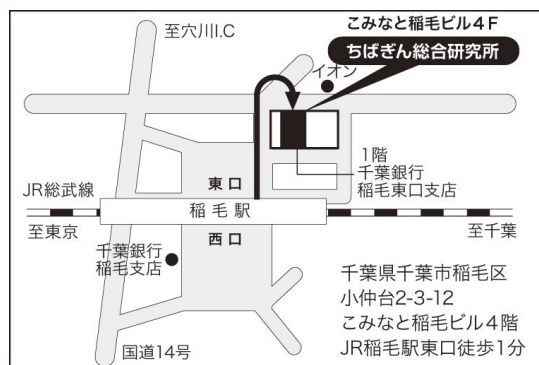 至穴川I.C
こみなと稲毛ビル４F
ちばぎん総合研究所
イオン
1階
千葉銀行
稲毛東口支店
東口
JR総武線
稲毛駅
至東京
至千葉
西口
千葉銀行
稲毛支店
国道14号
千葉県千葉市稲毛区
小仲台2-3-12
こみなと稲毛ビル４階
JR稲毛駅東口徒歩1分